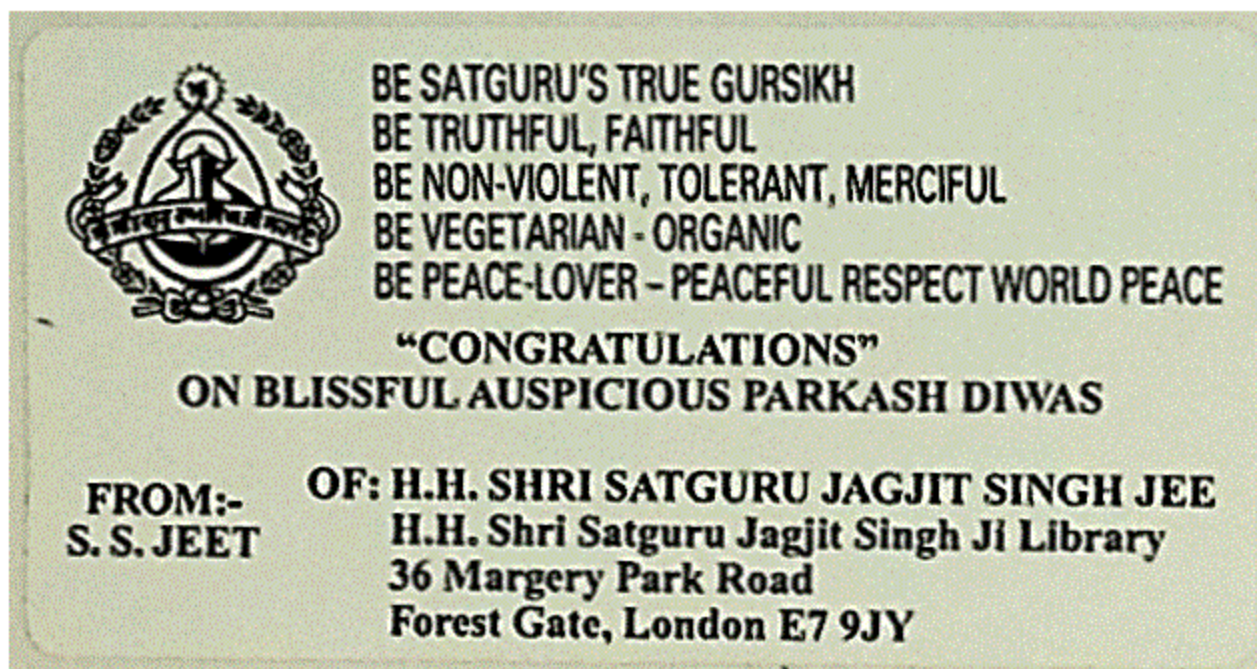 BE SATGURU'S TRUE GURSIKH
BE TRUTHFUL, FAITHFUL
BE NON-VIOLENT, TOLERANT, MERCIFUL
BE VEGETARIAN - ORGANIC
BE PEACE-LOVER – PEACEFUL RESPECT WORLD PEACE
“CONGRATULATIONS”
ON BLISSFUL AUSPICIOUS PARKASH DIWAS
FROM:-
S. S. JEET
OF: H.H. SHRI SATGURU JAGJIT SINGH JEE
H.H. Shri Satguru Jagjit Singh Ji Library
36 Margery Park Road
Forest Gate, London E7 9JY